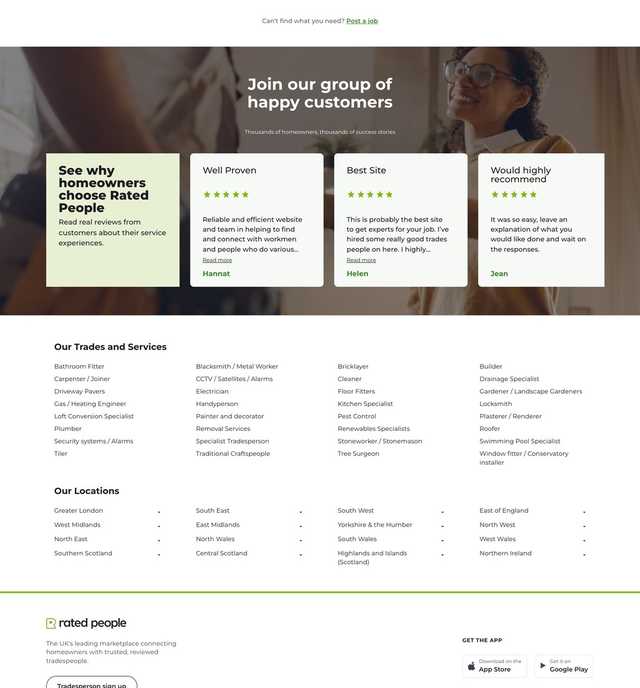 Can't find what you need? Post a job
Join our group of
happy customers
Thousands of homeowners, thousands of success stories
See why
homeowners
choose Rated
People
Read real reviews from
customers about their service
experiences.
Well Proven
Reliable and efficient website
and team in helping to find
and connect with workmen
and people who do various...
Read more
Hannat
Best Site
This is probably the best site
to get experts for your job. I've
hired some really good trades
people on here. I highly...
Read more
Helen
Would highly
recommend
It was so easy, leave an
explanation of what you
would like done and wait on
the responses.
Jean
Our Trades and Services
Bathroom Fitter
Blacksmith / Metal Worker
Bricklayer
Builder
Carpenter / Joiner
CCTV / Satellites / Alarms
Cleaner
Drainage Specialist
Driveway Pavers
Electrician
Floor Fitters
Gardener / Landscape Gardeners
Gas / Heating Engineer
Handyperson
Kitchen Specialist
Locksmith
Loft Conversion Specialist
Painter and decorator
Pest Control
Plasterer / Renderer
Plumber
Removal Services
Renewables Specialists
Roofer
Security systems / Alarms
Specialist Tradesperson
Stoneworker / Stonemason
Swimming Pool Specialist
Tiler
Traditional Craftspeople
Tree Surgeon
Window fitter / Conservatory
installer
Our Locations
Greater London
South East
South West
East of England
West Midlands
East Midlands
Yorkshire & the Humber
North West
North East
North Wales
South Wales
West Wales
Southern Scotland
Central Scotland
Highlands and Islands
(Scotland)
Northern Ireland
rated people
The UK's leading marketplace connecting
homeowners with trusted, reviewed
tradespeople.
Tradesperson sign up
GET THE APP
Download on the
App Store
Get it on
Google Play